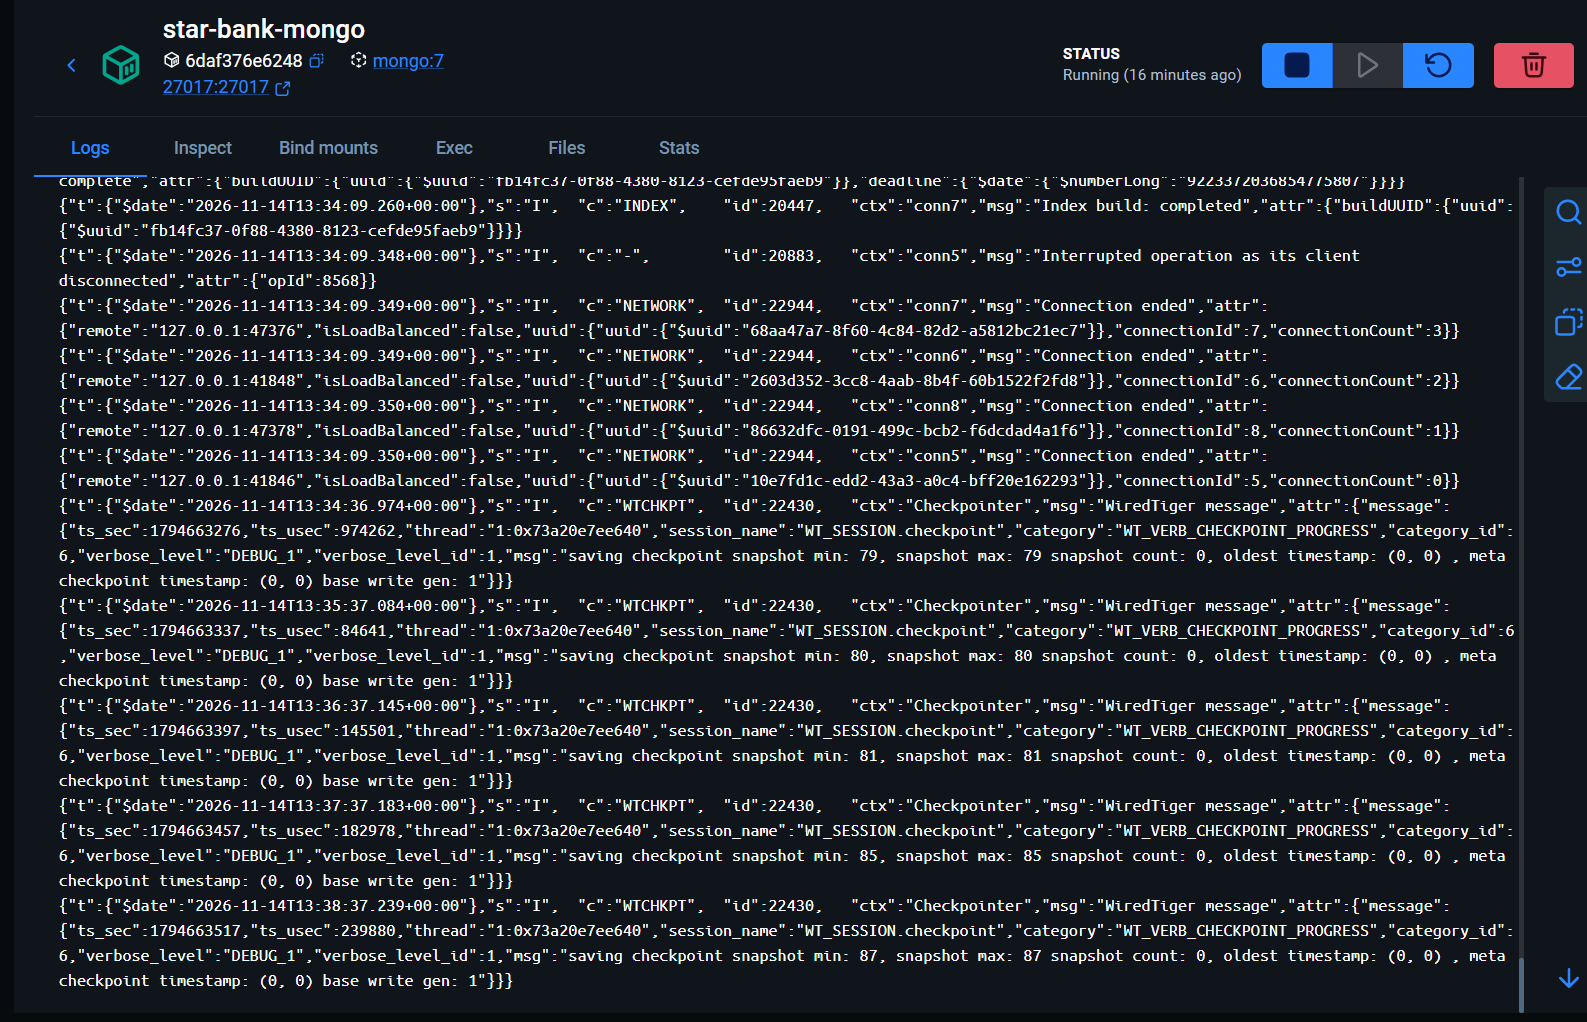 star-bank-mongo
6daf376e6248 mongo:7
27017:27017
STATUS
Running (16 minutes ago)
Logs Inspect Bind mounts Exec Files Stats
complete","attr":{"buildUUID":{"uuid":{"$uuid":"fb14fc37-0f88-4380-8123-cefde95faeb9"}},"deadline":{"$date":{"$numberLong":"9223372036854775807"}}}}
{"t":{"$date":"2026-11-14T13:34:09.260+00:00"},"s":"I",  "c":"INDEX",    "id":20447,   "ctx":"conn7","msg":"Index build: completed","attr":{"buildUUID":{"uuid":
{"$uuid":"fb14fc37-0f88-4380-8123-cefde95faeb9"}}}}
{"t":{"$date":"2026-11-14T13:34:09.348+00:00"},"s":"I",  "c":"-",        "id":20883,   "ctx":"conn5","msg":"Interrupted operation as its client
disconnected","attr":{"opId":8568}}
{"t":{"$date":"2026-11-14T13:34:09.349+00:00"},"s":"I",  "c":"NETWORK",  "id":22944,   "ctx":"conn7","msg":"Connection ended","attr":
{"remote":"127.0.0.1:47376","isLoadBalanced":false,"uuid":{"uuid":{"$uuid":"68aa47a7-8f60-4c84-82d2-a5812bc21ec7"}},"connectionId":7,"connectionCount":3}}
{"t":{"$date":"2026-11-14T13:34:09.349+00:00"},"s":"I",  "c":"NETWORK",  "id":22944,   "ctx":"conn6","msg":"Connection ended","attr":
{"remote":"127.0.0.1:41848","isLoadBalanced":false,"uuid":{"uuid":{"$uuid":"2603d352-3cc8-4aab-8b4f-60b1522f2fd8"}},"connectionId":6,"connectionCount":2}}
{"t":{"$date":"2026-11-14T13:34:09.350+00:00"},"s":"I",  "c":"NETWORK",  "id":22944,   "ctx":"conn8","msg":"Connection ended","attr":
{"remote":"127.0.0.1:47378","isLoadBalanced":false,"uuid":{"uuid":{"$uuid":"86632dfc-0191-499c-bcb2-f6dcdad4a1f6"}},"connectionId":8,"connectionCount":1}}
{"t":{"$date":"2026-11-14T13:34:09.350+00:00"},"s":"I",  "c":"NETWORK",  "id":22944,   "ctx":"conn5","msg":"Connection ended","attr":
{"remote":"127.0.0.1:41846","isLoadBalanced":false,"uuid":{"uuid":{"$uuid":"10e7fd1c-edd2-43a3-a0c4-bff20e162293"}},"connectionId":5,"connectionCount":0}}
{"t":{"$date":"2026-11-14T13:34:36.974+00:00"},"s":"I",  "c":"WTCHKPT",  "id":22430,   "ctx":"Checkpointer","msg":"WiredTiger message","attr":{"message":
{"ts_sec":1794663276,"ts_usec":974262,"thread":"1:0x73a20e7ee640","session_name":"WT_SESSION.checkpoint","category":"WT_VERB_CHECKPOINT_PROGRESS","category_id":
6,"verbose_level":"DEBUG_1","verbose_level_id":1,"msg":"saving checkpoint snapshot min: 79, snapshot max: 79 snapshot count: 0, oldest timestamp: (0, 0) , meta
checkpoint timestamp: (0, 0) base write gen: 1"}}}
{"t":{"$date":"2026-11-14T13:35:37.084+00:00"},"s":"I",  "c":"WTCHKPT",  "id":22430,   "ctx":"Checkpointer","msg":"WiredTiger message","attr":{"message":
{"ts_sec":1794663337,"ts_usec":84641,"thread":"1:0x73a20e7ee640","session_name":"WT_SESSION.checkpoint","category":"WT_VERB_CHECKPOINT_PROGRESS","category_id":6
,"verbose_level":"DEBUG_1","verbose_level_id":1,"msg":"saving checkpoint snapshot min: 80, snapshot max: 80 snapshot count: 0, oldest timestamp: (0, 0) , meta
checkpoint timestamp: (0, 0) base write gen: 1"}}}
{"t":{"$date":"2026-11-14T13:36:37.145+00:00"},"s":"I",  "c":"WTCHKPT",  "id":22430,   "ctx":"Checkpointer","msg":"WiredTiger message","attr":{"message":
{"ts_sec":1794663397,"ts_usec":145501,"thread":"1:0x73a20e7ee640","session_name":"WT_SESSION.checkpoint","category":"WT_VERB_CHECKPOINT_PROGRESS","category_id":
6,"verbose_level":"DEBUG_1","verbose_level_id":1,"msg":"saving checkpoint snapshot min: 81, snapshot max: 81 snapshot count: 0, oldest timestamp: (0, 0) , meta
checkpoint timestamp: (0, 0) base write gen: 1"}}}
{"t":{"$date":"2026-11-14T13:37:37.183+00:00"},"s":"I",  "c":"WTCHKPT",  "id":22430,   "ctx":"Checkpointer","msg":"WiredTiger message","attr":{"message":
{"ts_sec":1794663457,"ts_usec":182978,"thread":"1:0x73a20e7ee640","session_name":"WT_SESSION.checkpoint","category":"WT_VERB_CHECKPOINT_PROGRESS","category_id":
6,"verbose_level":"DEBUG_1","verbose_level_id":1,"msg":"saving checkpoint snapshot min: 85, snapshot max: 85 snapshot count: 0, oldest timestamp: (0, 0) , meta
checkpoint timestamp: (0, 0) base write gen: 1"}}}
{"t":{"$date":"2026-11-14T13:38:37.239+00:00"},"s":"I",  "c":"WTCHKPT",  "id":22430,   "ctx":"Checkpointer","msg":"WiredTiger message","attr":{"message":
{"ts_sec":1794663517,"ts_usec":239880,"thread":"1:0x73a20e7ee640","session_name":"WT_SESSION.checkpoint","category":"WT_VERB_CHECKPOINT_PROGRESS","category_id":
6,"verbose_level":"DEBUG_1","verbose_level_id":1,"msg":"saving checkpoint snapshot min: 87, snapshot max: 87 snapshot count: 0, oldest timestamp: (0, 0) , meta
checkpoint timestamp: (0, 0) base write gen: 1"}}}